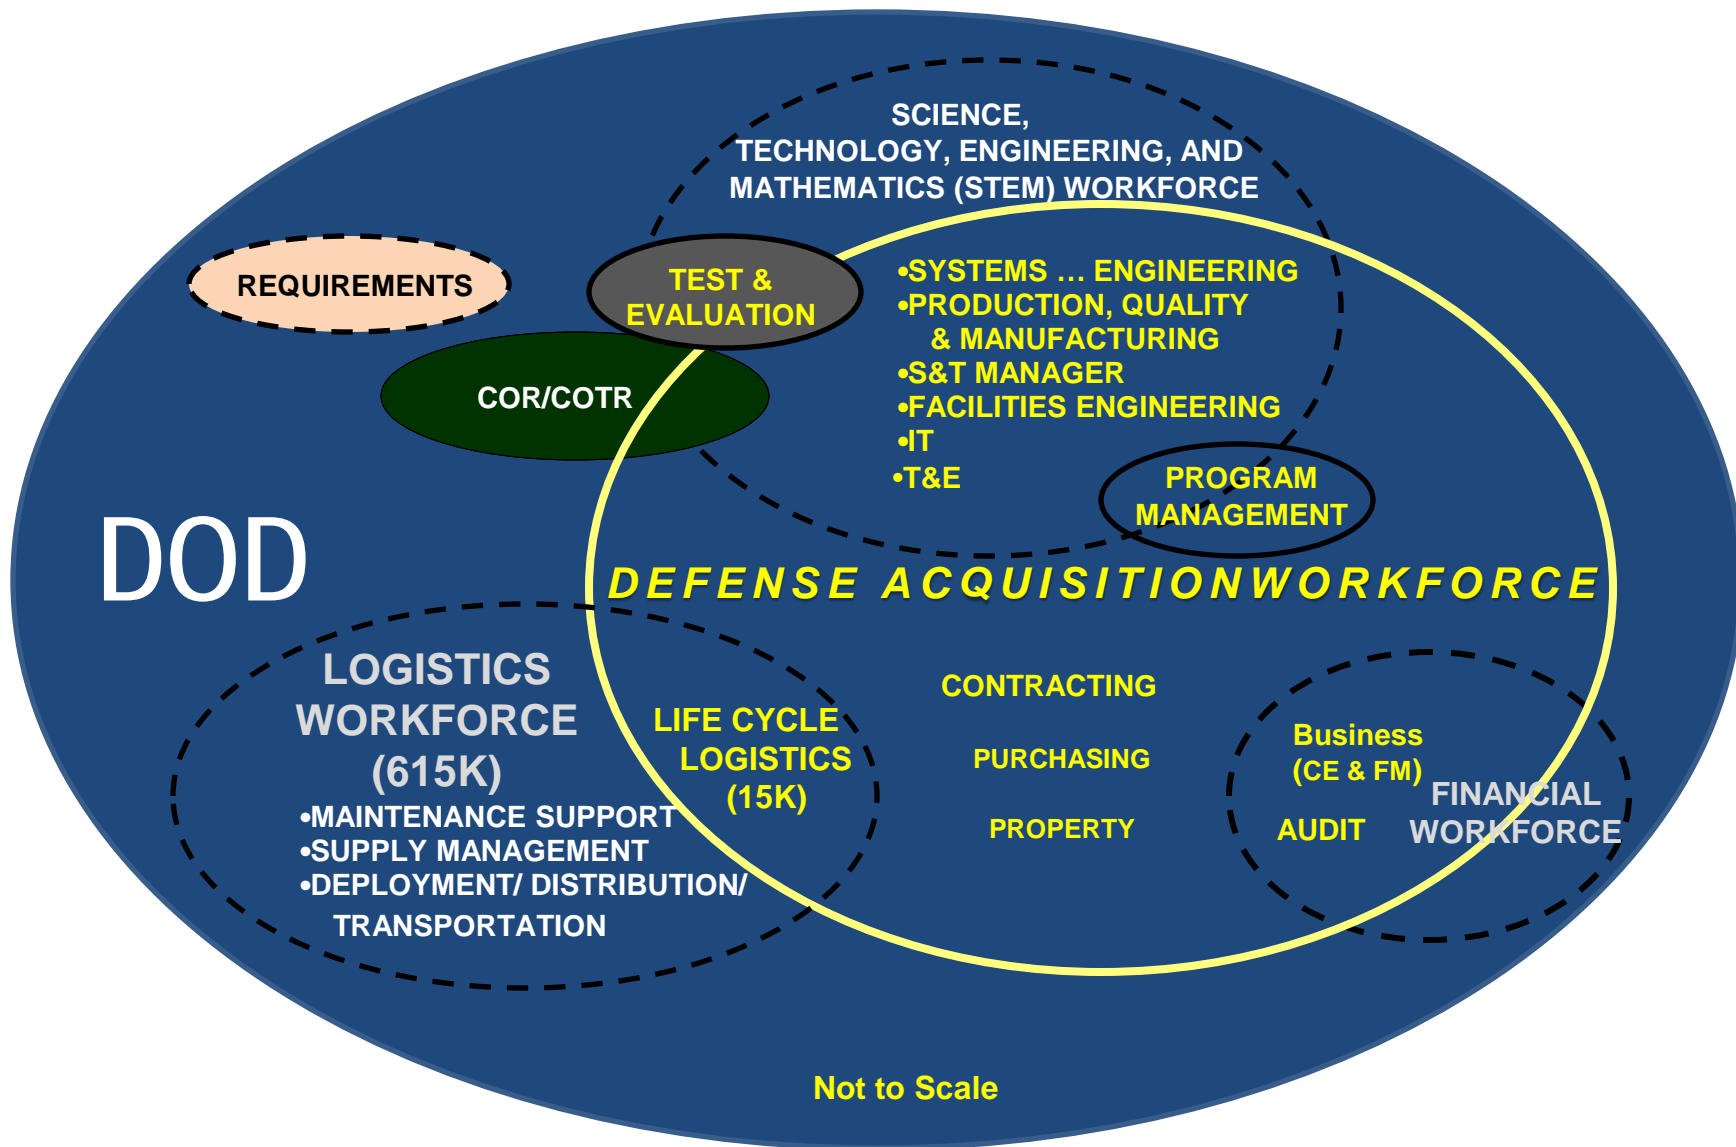 SCIENCE,
TECHNOLOGY, ENGINEERING, AND
MATHEMATICS (STEM) WORKFORCE
REQUIREMENTS
TEST &
EVALUATION
COR/COTR
•SYSTEMS … ENGINEERING
•PRODUCTION, QUALITY
& MANUFACTURING
•S&T MANAGER
•FACILITIES ENGINEERING
•IT
•T&E
PROGRAM
MANAGEMENT
DOD
DEFENSE ACQUISITIONWORKFORCE
LOGISTICS
WORKFORCE
(615K)
•MAINTENANCE SUPPORT
•SUPPLY MANAGEMENT
•DEPLOYMENT/ DISTRIBUTION/
TRANSPORTATION
LIFE CYCLE
LOGISTICS
(15K)
CONTRACTING
PURCHASING
PROPERTY
Business
(CE & FM)
AUDIT
FINANCIAL
WORKFORCE
Not to Scale